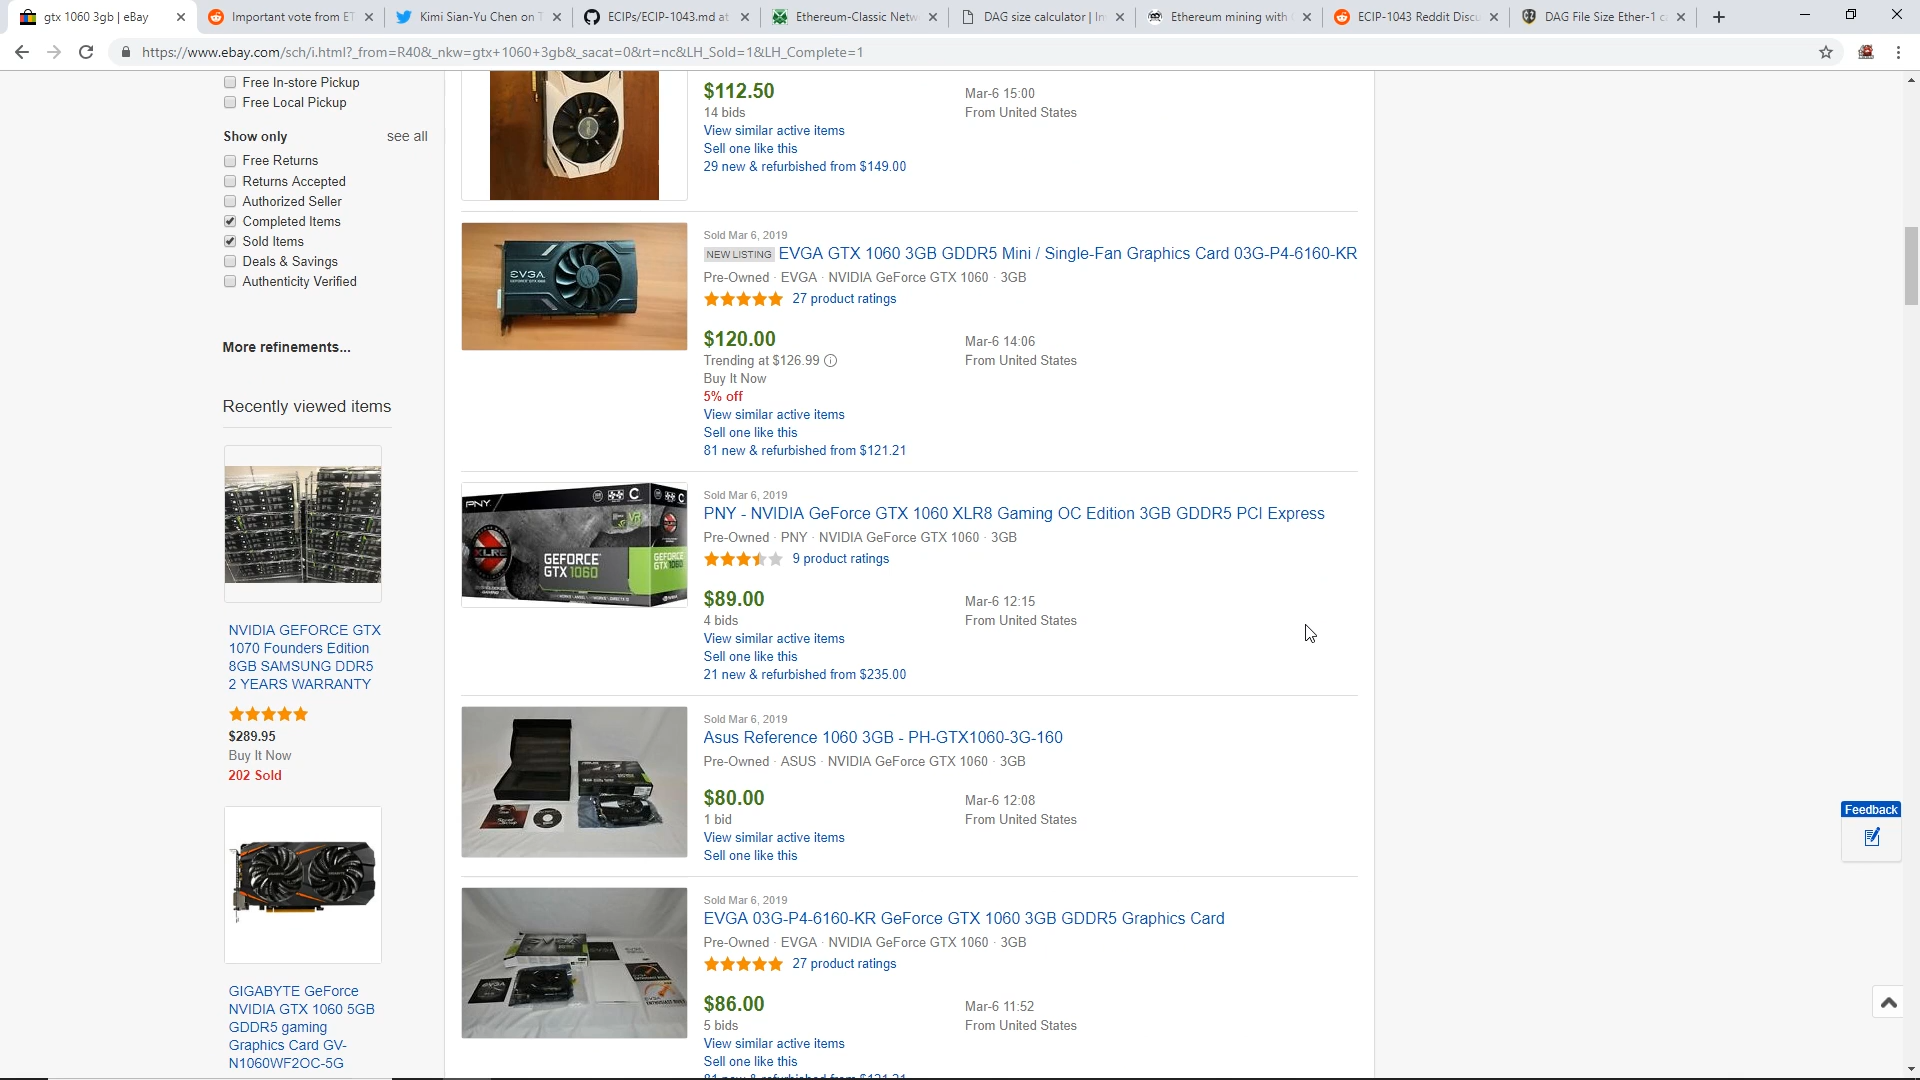 gtx 1060 3gb | eBay
Important vote from ET
Kimi Sian-Yu Chen on T
ECIPs/ECIP-1043.md at
Ethereum-Classic Netw
DAG size calculator | In
Ethereum mining with
ECIP-1043 Reddit Discu
DAG File Size Ether-1 c
https://www.ebay.com/sch/i.html?_from=R40&_nkw=gtx+1060+3gb&_sacat=0&rt=nc&LH_Sold=1&LH_Complete=1
Free In-store Pickup
Free Local Pickup
Show only
see all
Free Returns
Returns Accepted
Authorized Seller
Completed Items
Sold Items
Deals & Savings
Authenticity Verified
More refinements...
Recently viewed items
NVIDIA GEFORCE GTX
1070 Founders Edition
8GB SAMSUNG DDR5
2 YEARS WARRANTY
$289.95
Buy It Now
202 Sold
GIGABYTE GeForce
NVIDIA GTX 1060 5GB
GDDR5 gaming
Graphics Card GV-
N1060WF2OC-5G
$112.50
Mar-6 15:00
14 bids
From United States
View similar active items
Sell one like this
29 new & refurbished from $149.00
EVGA
Sold Mar 6, 2019
NEW LISTING EVGA GTX 1060 3GB GDDR5 Mini / Single-Fan Graphics Card 03G-P4-6160-KR
Pre-Owned · EVGA · NVIDIA GeForce GTX 1060 · 3GB
27 product ratings
$120.00
Mar-6 14:06
Trending at $126.99
From United States
Buy It Now
5% off
View similar active items
Sell one like this
81 new & refurbished from $121.21
PNY
XLR8
GEFORCE
GTX 1060
GEFORCE
GTX 1060
Sold Mar 6, 2019
PNY - NVIDIA GeForce GTX 1060 XLR8 Gaming OC Edition 3GB GDDR5 PCI Express
Pre-Owned · PNY · NVIDIA GeForce GTX 1060 · 3GB
9 product ratings
$89.00
Mar-6 12:15
4 bids
From United States
View similar active items
Sell one like this
21 new & refurbished from $235.00
Sold Mar 6, 2019
Asus Reference 1060 3GB - PH-GTX1060-3G-160
Pre-Owned · ASUS · NVIDIA GeForce GTX 1060 · 3GB
$80.00
Mar-6 12:08
1 bid
From United States
View similar active items
Sell one like this
Sold Mar 6, 2019
EVGA 03G-P4-6160-KR GeForce GTX 1060 3GB GDDR5 Graphics Card
Pre-Owned · EVGA · NVIDIA GeForce GTX 1060 · 3GB
27 product ratings
$86.00
Mar-6 11:52
5 bids
From United States
View similar active items
Sell one like this
81 new & refurbished from $121.21
Feedback